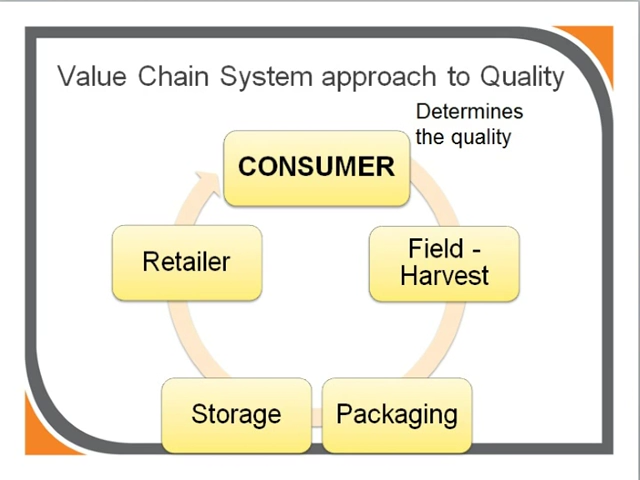 Value Chain System approach to Quality
Determines
the quality
CONSUMER
Field -
Harvest
Retailer
Storage
Packaging